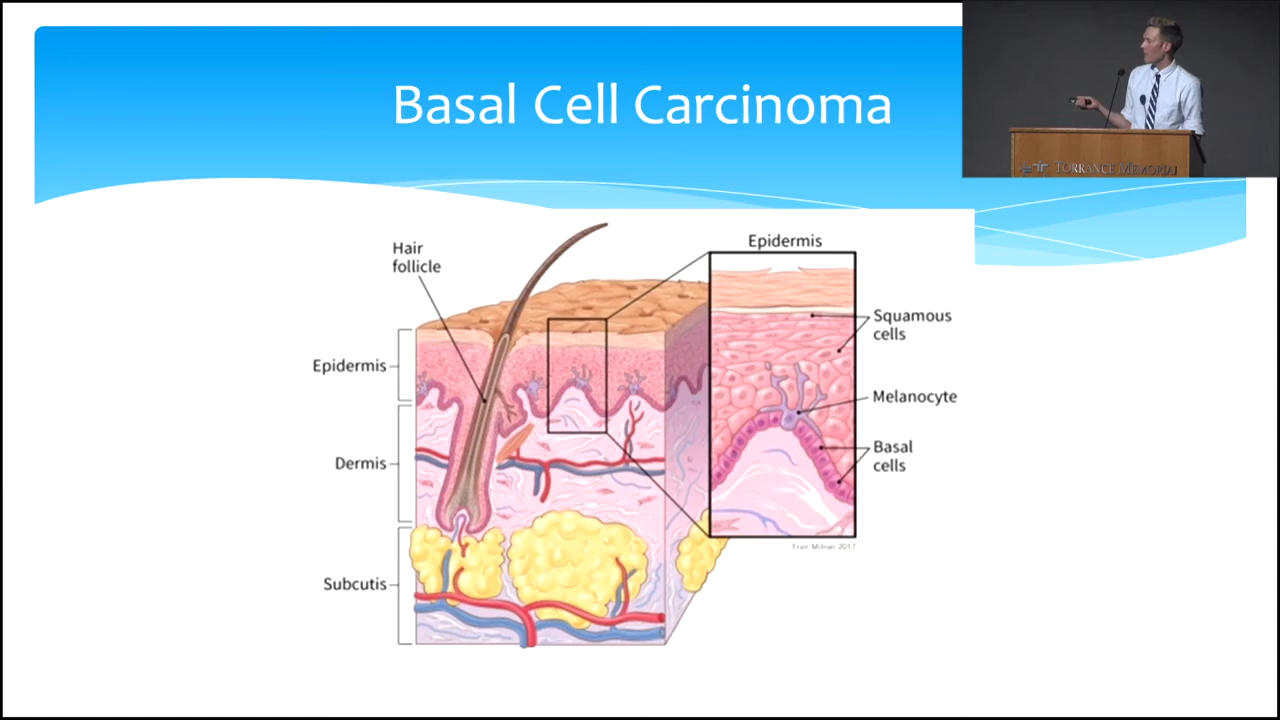 Basal Cell Carcinoma
TORRANCE MEMORIAL
Hair
follicle
Epidermis
Epidermis
Squamous
cells
Melanocyte
Basal
cells
Dermis
Subcutis
Fran Milner 2017